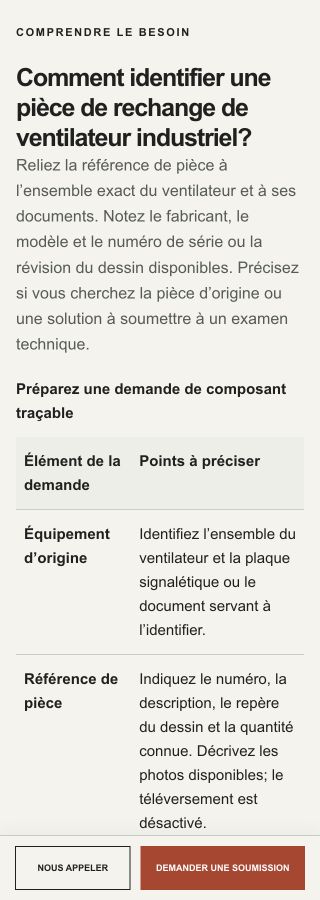 COMPRENDRE LE BESOIN
Comment identifier une
pièce de rechange de
ventilateur industriel?
Reliez la référence de pièce à
l’ensemble exact du ventilateur et à ses
documents. Notez le fabricant, le
modèle et le numéro de série ou la
révision du dessin disponibles. Précisez
si vous cherchez la pièce d’origine ou
une solution à soumettre à un examen
technique.
Préparez une demande de composant
traçable
Élément de la
demande
Points à préciser
Équipement
d’origine
Identifiez l’ensemble du
ventilateur et la plaque
signalétique ou le
document servant à
l’identifier.
Référence de
pièce
Indiquez le numéro, la
description, le repère
du dessin et la quantité
connue. Décrivez les
photos disponibles; le
téléversement est
désactivé.
NOUS APPELER
DEMANDER UNE SOUMISSION